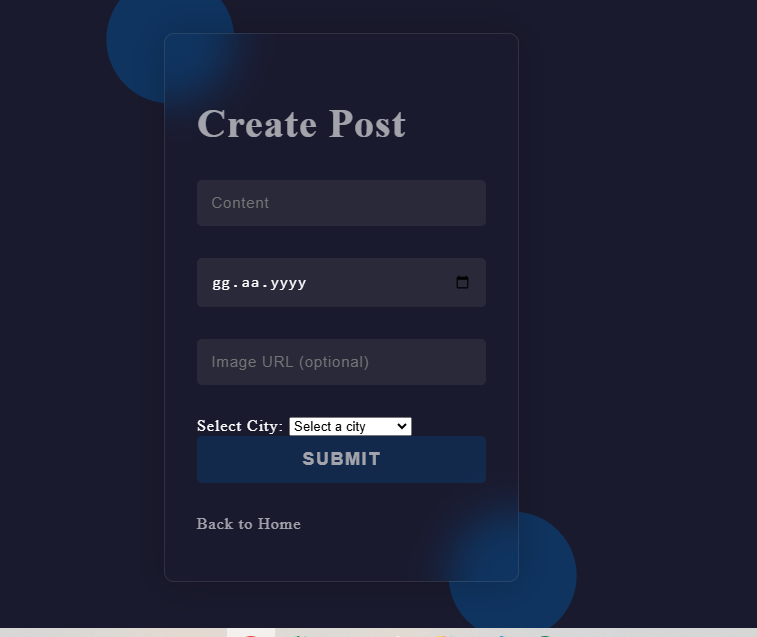 Create Post
Content
gg.aa.yyyy
Image URL (optional)
Select City: Select a city
SUBMIT
Back to Home